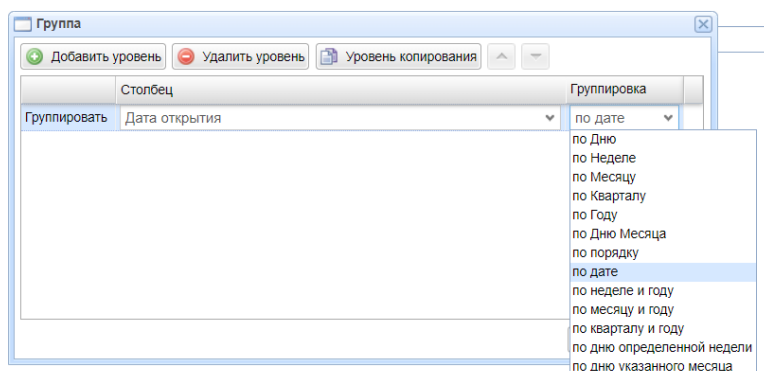 Группа
Добавить уровень Удалить уровень Уровень копирования
Столбец Группировка
Группировать Дата открытия по дате
по Дню
по Неделе
по Месяцу
по Кварталу
по Году
по Дню Месяца
по порядку
по дате
по неделе и году
по месяцу и году
по кварталу и году
по дню определенной недели
по дню указанного месяца